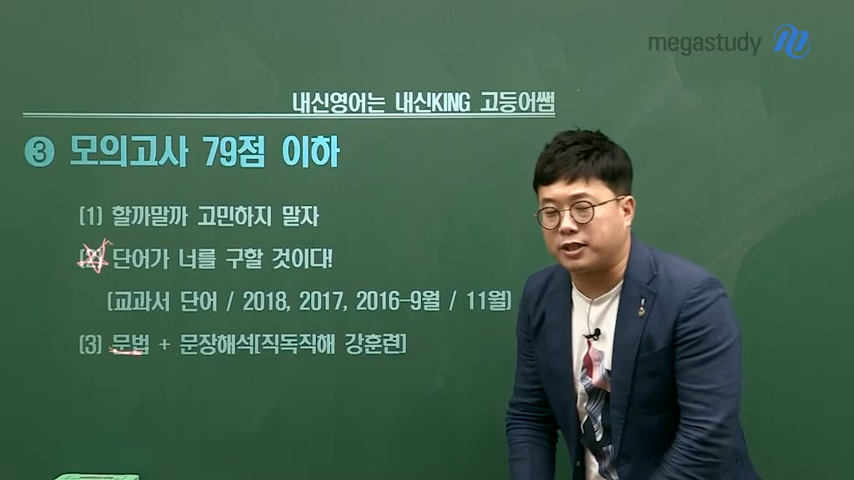 megastudy
내신영어는 내신KING 고등어쌤
❸ 모의고사 79점 이하
(1) 할까말까 고민하지 말자
(2) 단어가 너를 구할 것이다!
(교과서 단어 / 2018, 2017, 2016-9월 / 11월)
(3) 문법 + 문장해석[직독직해 강훈련]